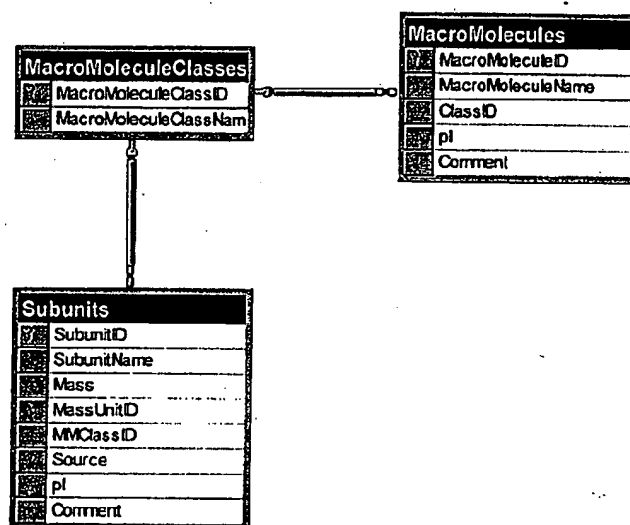 MacroMoleculeClasses
MacroMoleculeClassID
MacroMoleculeClassNam
MacroMolecules
MacroMoleculeID
MacroMoleculeName
ClassID
pI
Comment
Subunits
SubunitID
SubunitName
Mass
MassUnitID
MMClassID
Source
pI
Comment